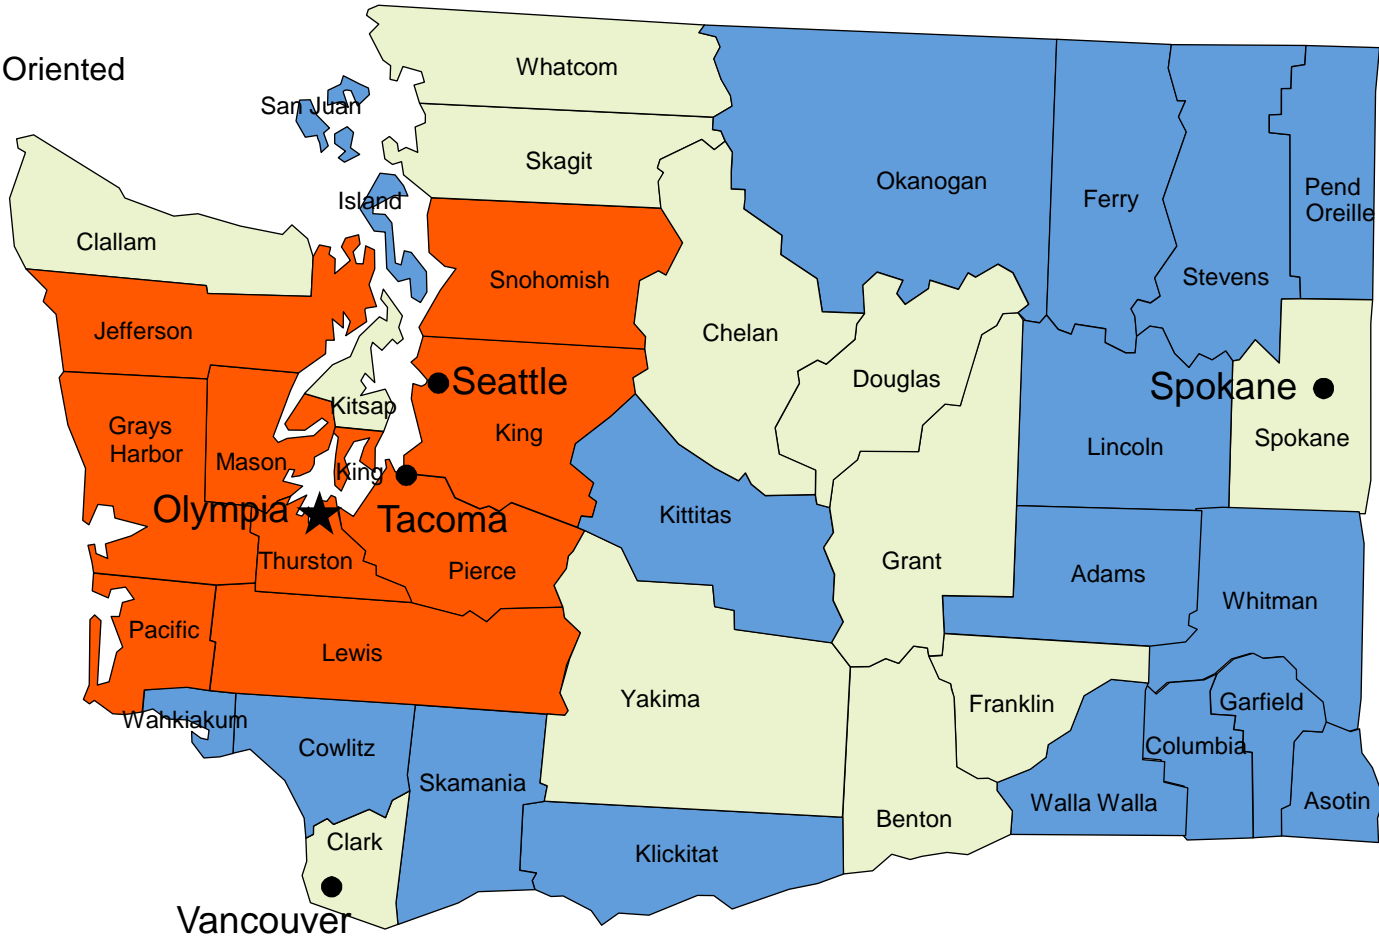 Oriented
Whatcom
San Juan
Skagit
Okanogan
Ferry
Pend
Oreille
Island
Clallam
Snohomish
Stevens
Jefferson
Chelan
Douglas
Seattle
Spokane
Kitsap
Grays
Harbor
King
Lincoln
Spokane
Mason
King
Olympia
Tacoma
Kittitas
Thurston
Pierce
Grant
Adams
Whitman
Pacific
Lewis
Yakima
Franklin
Garfield
Wahkiakum
Cowlitz
Columbia
Skamania
Walla Walla
Asotin
Benton
Clark
Klickitat
Vancouver